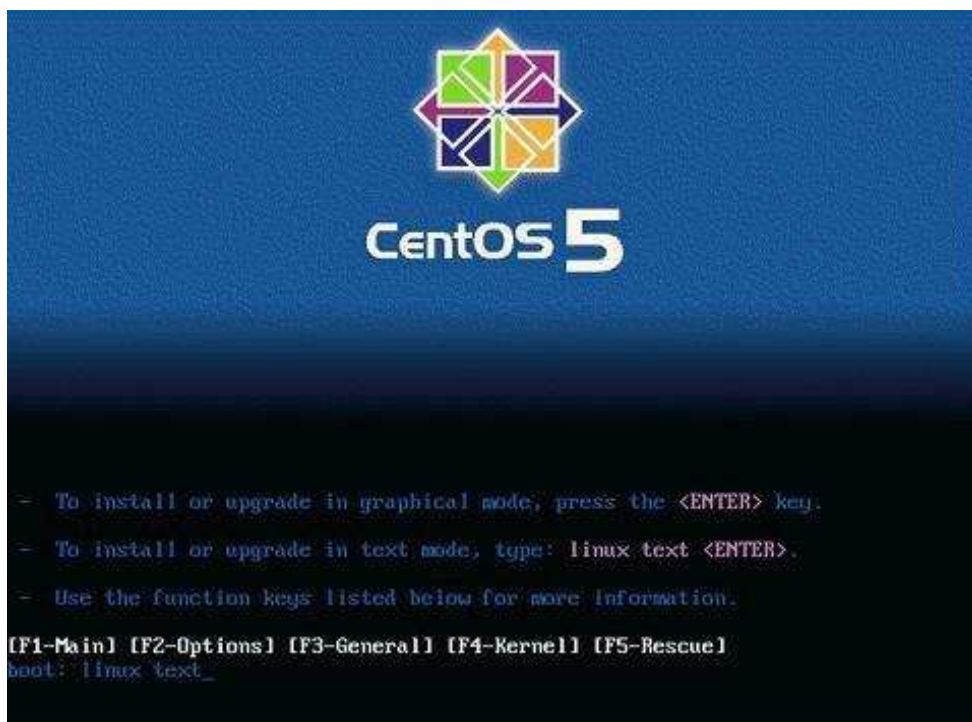 CentOS 5
- To install or upgrade in graphical mode, press the <ENTER> key.
- To install or upgrade in text mode, type: linux text <ENTER>.
- Use the function keys listed below for more information.
[F1-Main] [F2-Options] [F3-General] [F4-Kernel] [F5-Rescue]
boot: linux text_